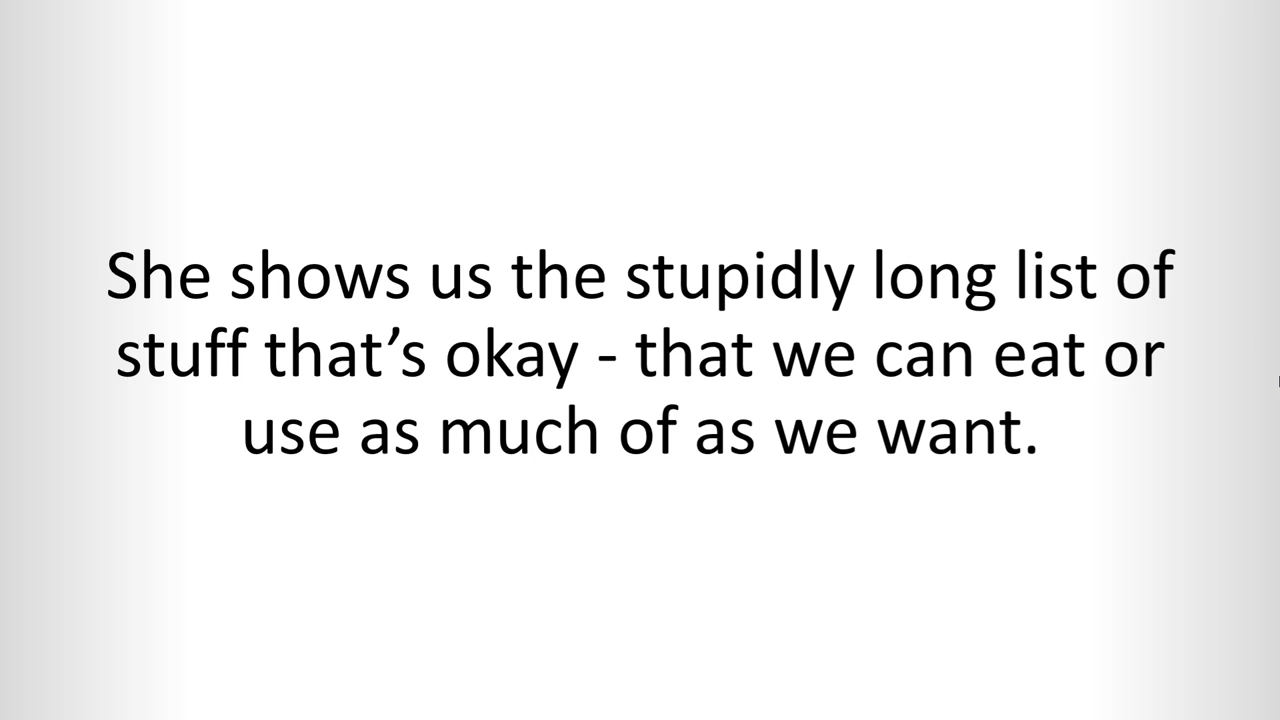 She shows us the stupidly long list of
stuff that’s okay - that we can eat or
use as much of as we want.